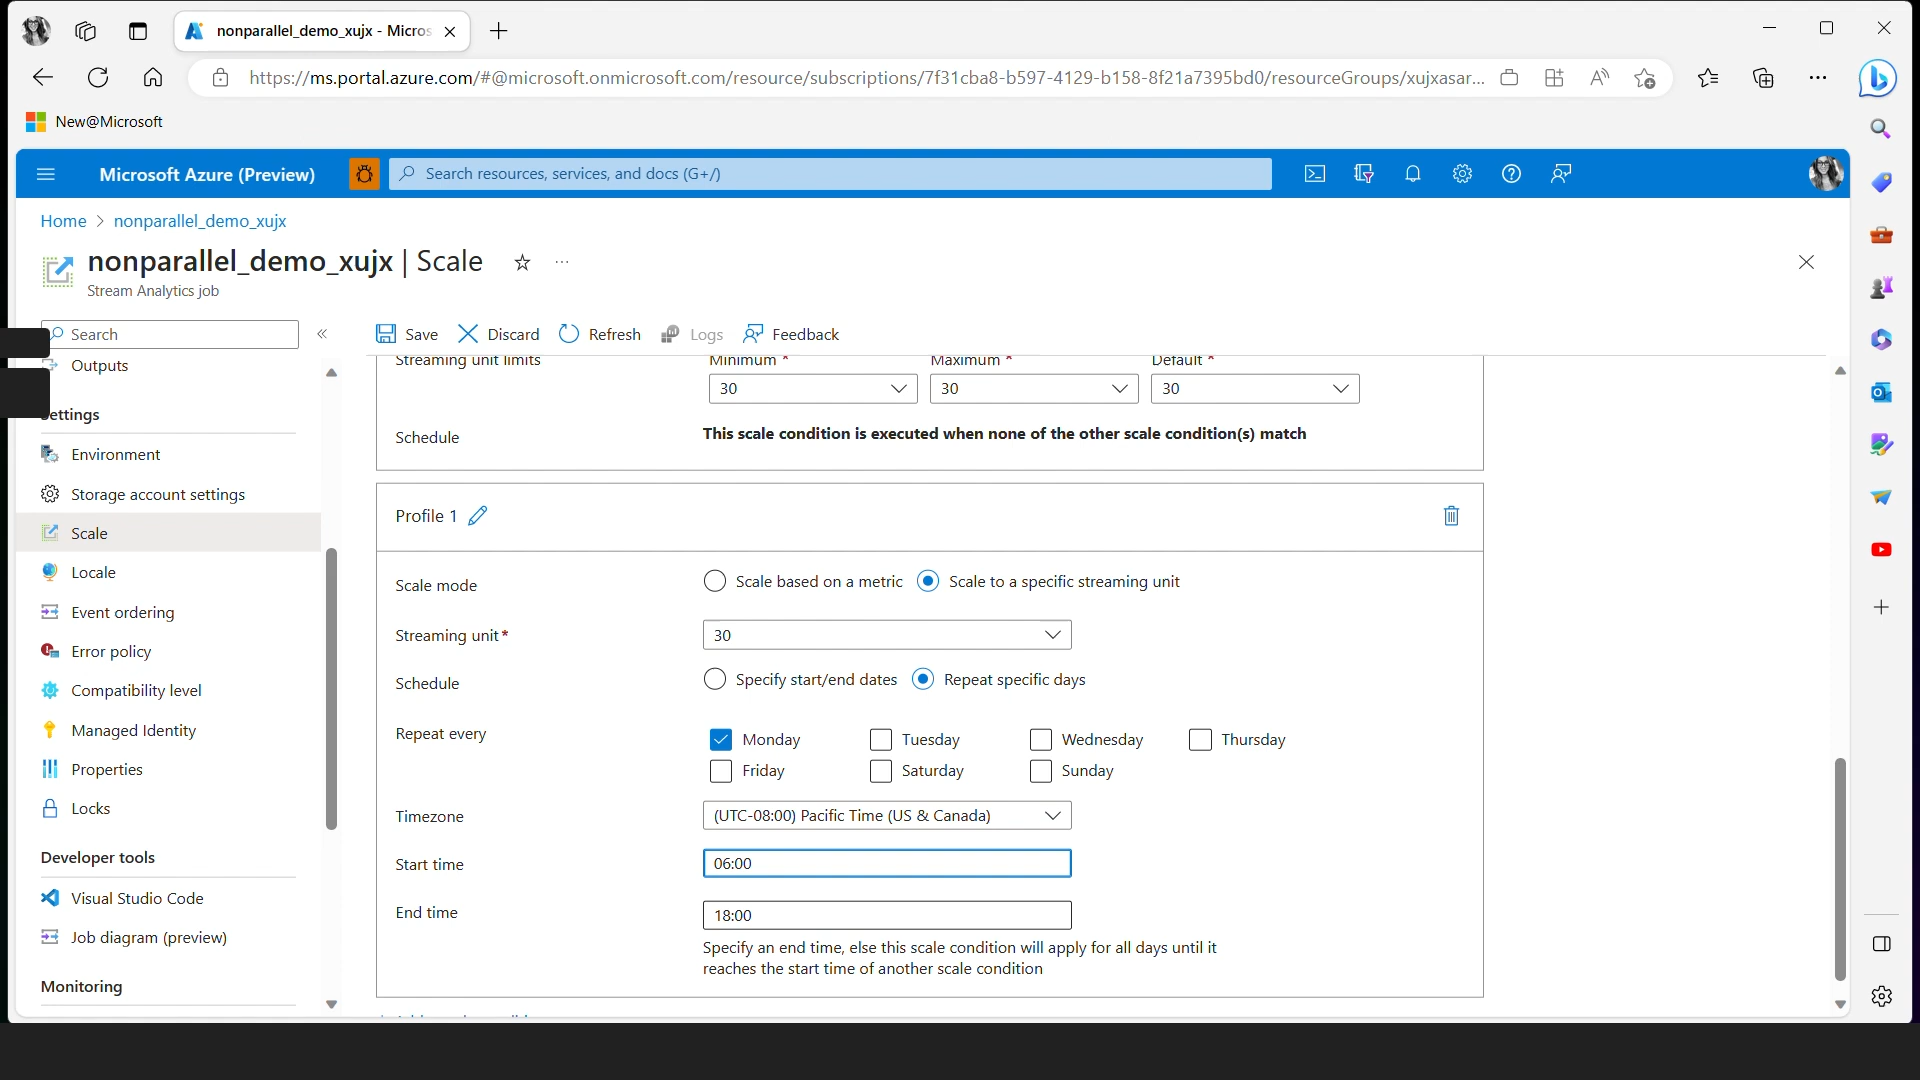 nonparallel_demo_xujx - Micros
https://ms.portal.azure.com/#@microsoft.onmicrosoft.com/resource/subscriptions/7f31cba8-b597-4129-b158-8f21a7395bd0/resourceGroups/xujxasar...
New@Microsoft
Microsoft Azure (Preview)
Search resources, services, and docs (G+/)
Home > nonparallel_demo_xujx
nonparallel_demo_xujx | Scale
Stream Analytics job
Search
Save Discard Refresh Logs Feedback
Outputs
Settings
Environment
Storage account settings
Scale
Locale
Event ordering
Error policy
Compatibility level
Managed Identity
Properties
Locks
Developer tools
Visual Studio Code
Job diagram (preview)
Monitoring
Streaming unit limits
Minimum * Maximum * Default *
30 30 30
Schedule This scale condition is executed when none of the other scale condition(s) match
Profile 1
Scale mode Scale based on a metric Scale to a specific streaming unit
Streaming unit * 30
Schedule Specify start/end dates Repeat specific days
Repeat every Monday Tuesday Wednesday Thursday
Friday Saturday Sunday
Timezone (UTC-08:00) Pacific Time (US & Canada)
Start time 06:00
End time 18:00
Specify an end time, else this scale condition will apply for all days until it
reaches the start time of another scale condition